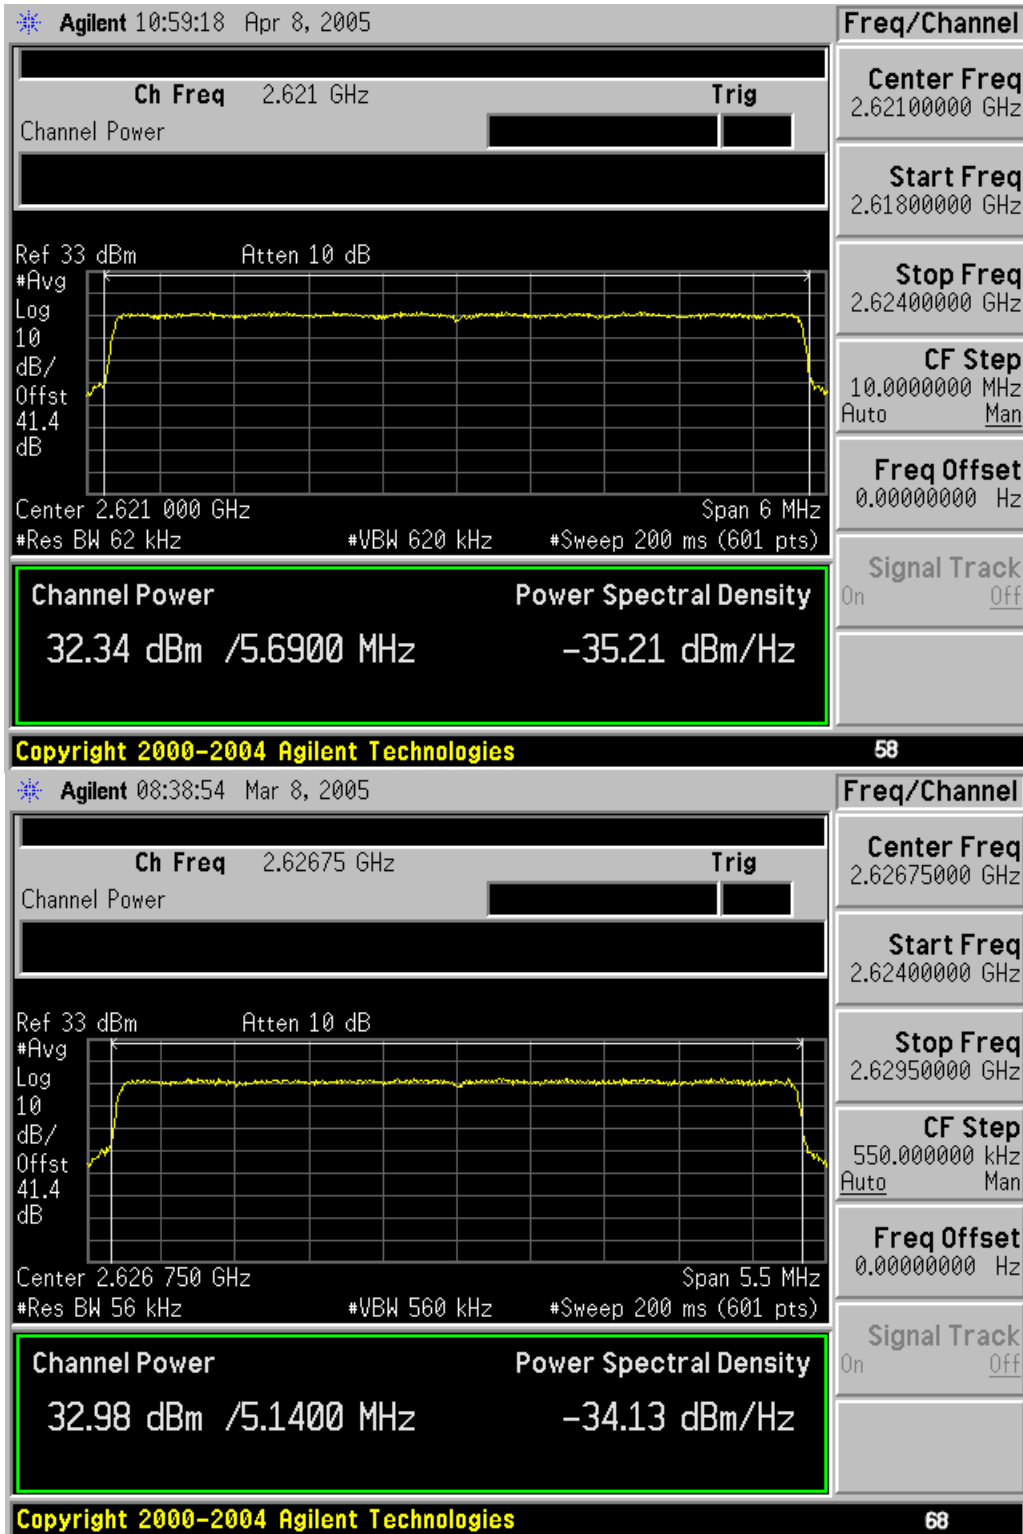 Agilent 10:59:18 Apr 8, 2005
Freq/Channel
Ch Freq 2.621 GHz Trig
Channel Power
Center Freq
2.62100000 GHz
Start Freq
2.61800000 GHz
Stop Freq
2.62400000 GHz
CF Step
10.0000000 MHz
Auto Man
Freq Offset
0.00000000 Hz
Signal Track
On Off
Ref 33 dBm Atten 10 dB
#Avg
Log
10
dB/
Offst
41.4
dB
Center 2.621 000 GHz Span 6 MHz
#Res BW 62 kHz #VBW 620 kHz #Sweep 200 ms (601 pts)
Channel Power Power Spectral Density
32.34 dBm /5.6900 MHz -35.21 dBm/Hz
Copyright 2000-2004 Agilent Technologies 58
Agilent 08:38:54 Mar 8, 2005
Freq/Channel
Ch Freq 2.62675 GHz Trig
Channel Power
Center Freq
2.62675000 GHz
Start Freq
2.62400000 GHz
Stop Freq
2.62950000 GHz
CF Step
550.000000 kHz
Auto Man
Freq Offset
0.00000000 Hz
Signal Track
On Off
Ref 33 dBm Atten 10 dB
#Avg
Log
10
dB/
Offst
41.4
dB
Center 2.626 750 GHz Span 5.5 MHz
#Res BW 56 kHz #VBW 560 kHz #Sweep 200 ms (601 pts)
Channel Power Power Spectral Density
32.98 dBm /5.1400 MHz -34.13 dBm/Hz
Copyright 2000-2004 Agilent Technologies 68